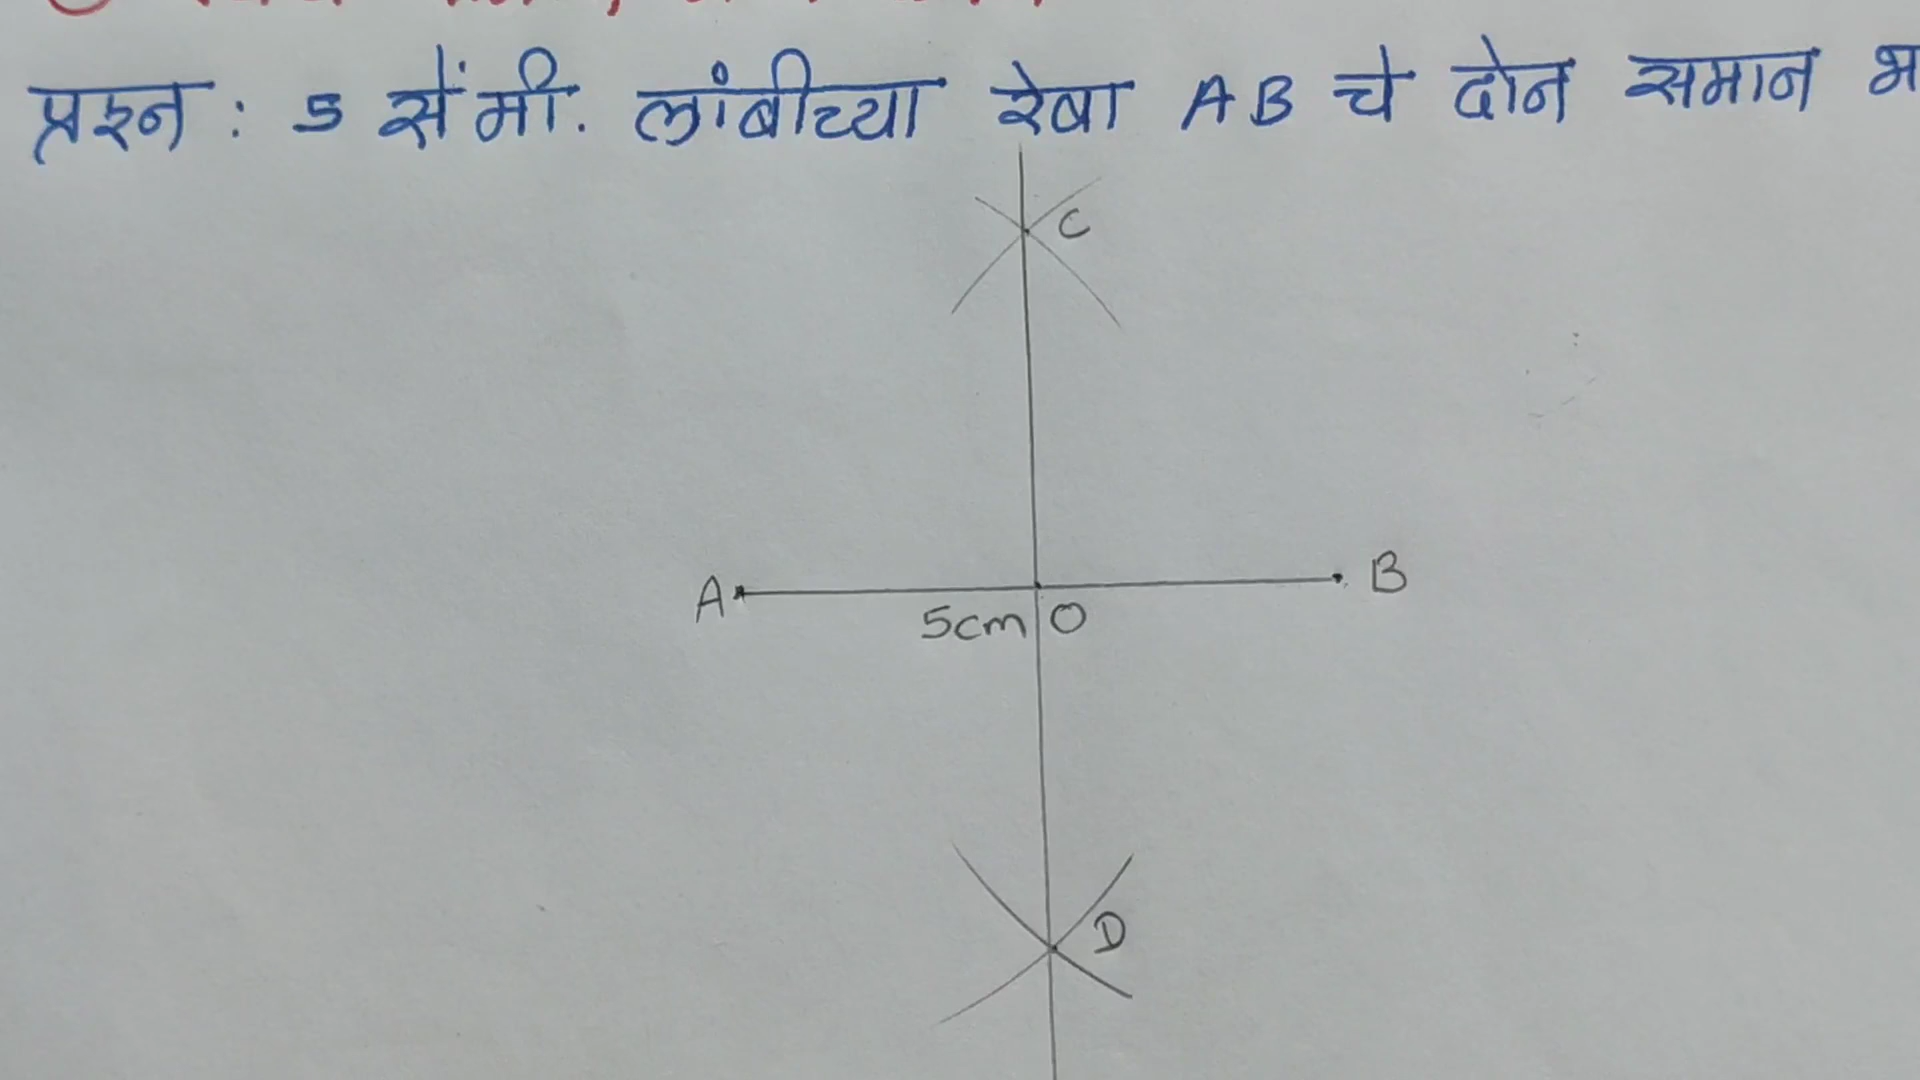 प्रश्न : 5 सें मी. लांबीच्या रेषा AB चे दोन समान
C
A B
5cm O
D